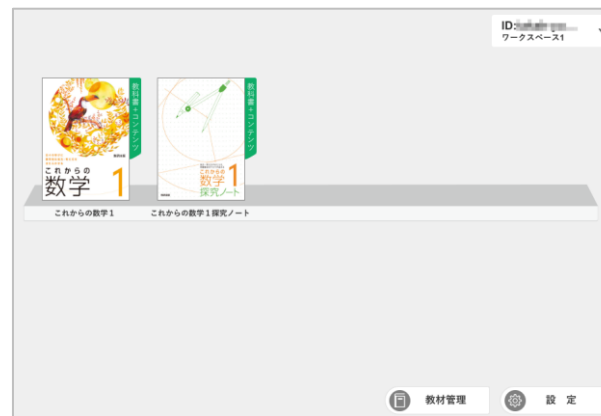 ID:
ワークスペース1
教科書+コンテンツ
これからの
数学 1
教科書+コンテンツ
これからの
数学 1
探究ノート
これからの数学1
これからの数学1探究ノート
教材管理
設 定